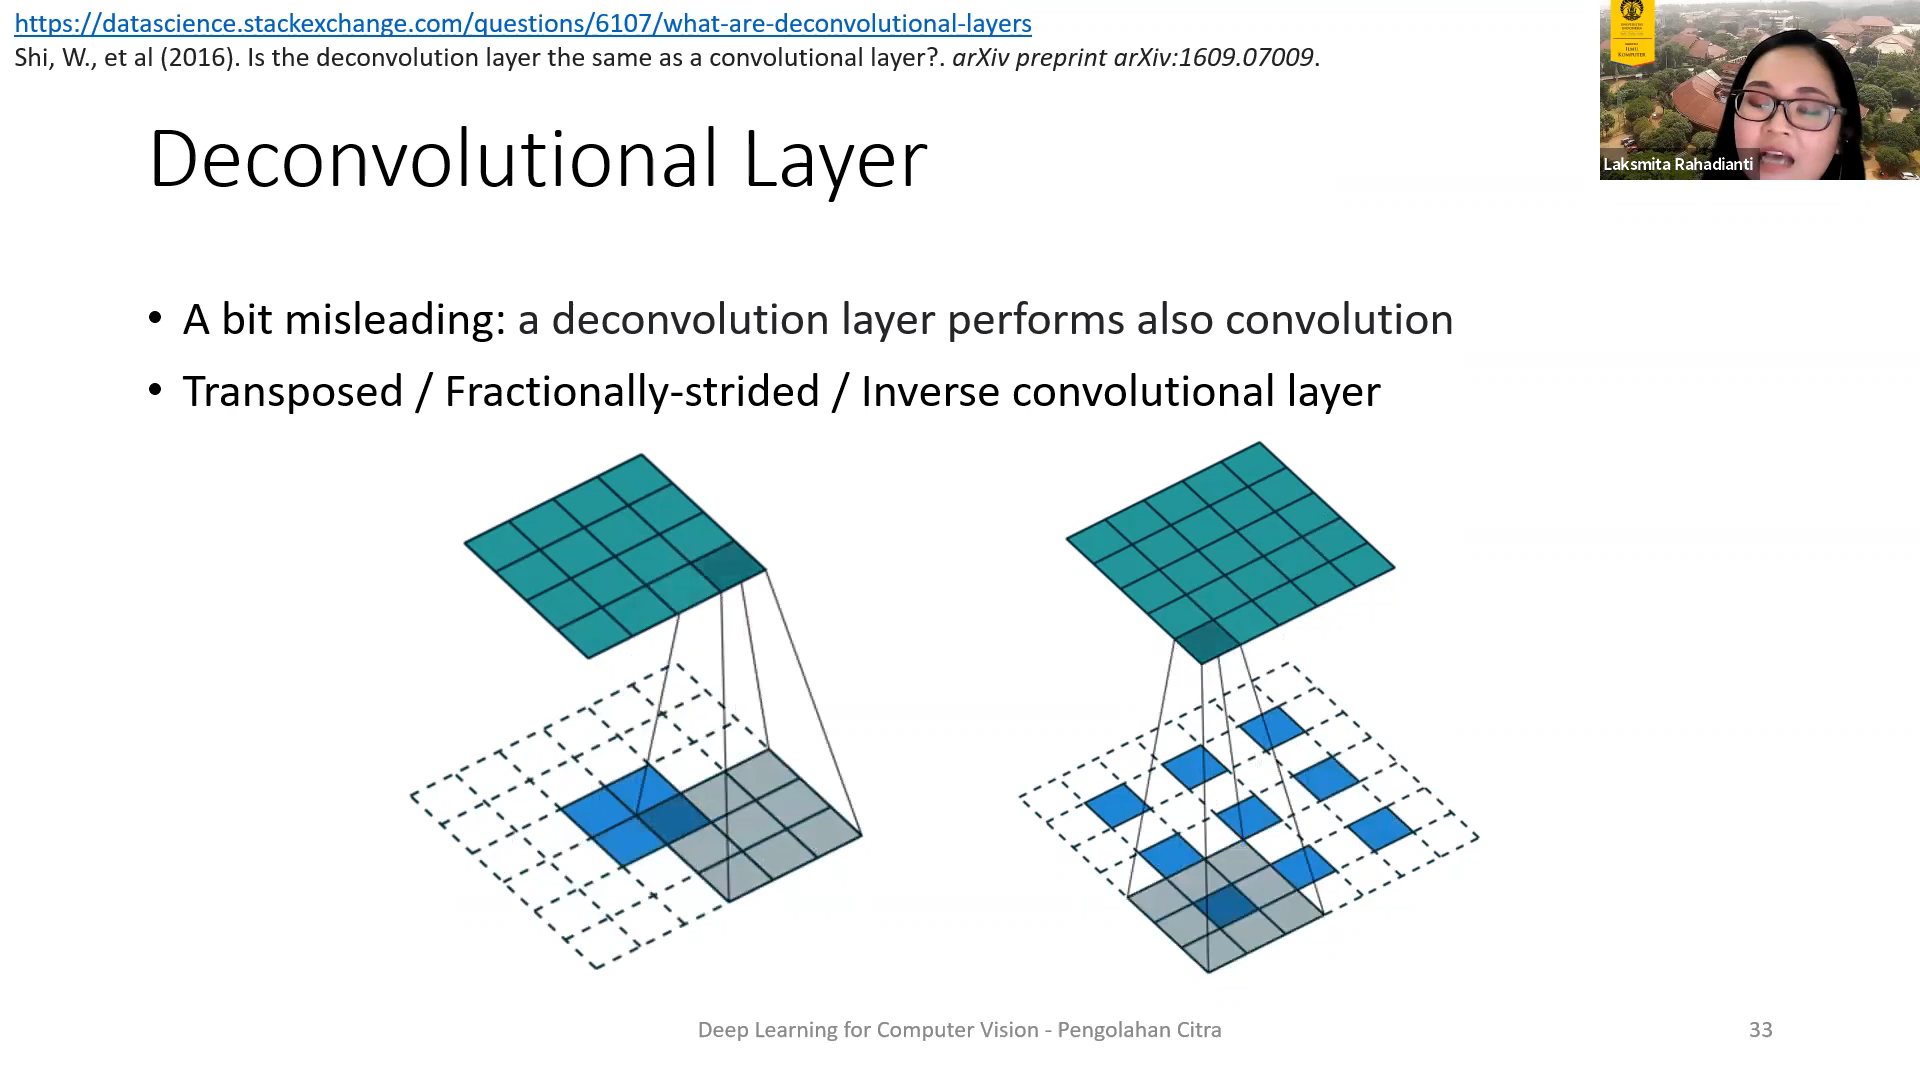 https://datascience.stackexchange.com/questions/6107/what-are-deconvolutional-layers
Shi, W., et al (2016). Is the deconvolution layer the same as a convolutional layer?. arXiv preprint arXiv:1609.07009.
ILMU
KOMPUTER
Laksmita Rahadianti
Deconvolutional Layer
• A bit misleading: a deconvolution layer performs also convolution
• Transposed / Fractionally-strided / Inverse convolutional layer
Deep Learning for Computer Vision - Pengolahan Citra
33